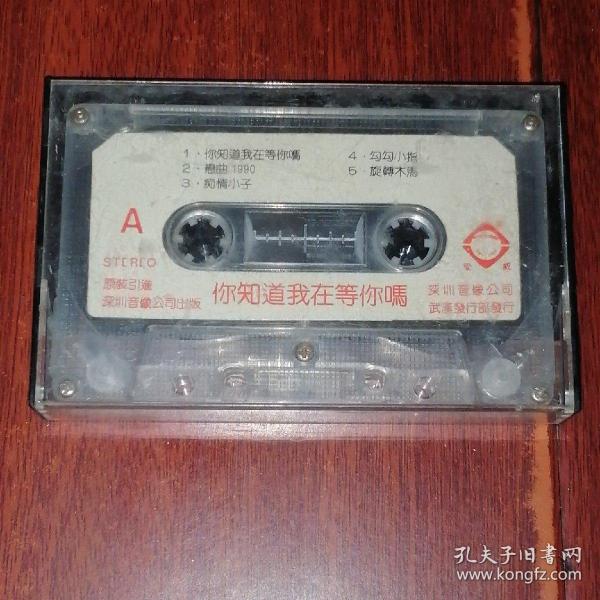 1·你知道我在等你嗎
2·戀曲 1990
3·痴情小子
4·勾勾小指
5·旋轉木馬
A
STEREO
原裝引進
深圳音像公司出版
你知道我在等你嗎
深圳音像公司
武漢發行部發行
孔夫子旧书网
www.kongfz.com